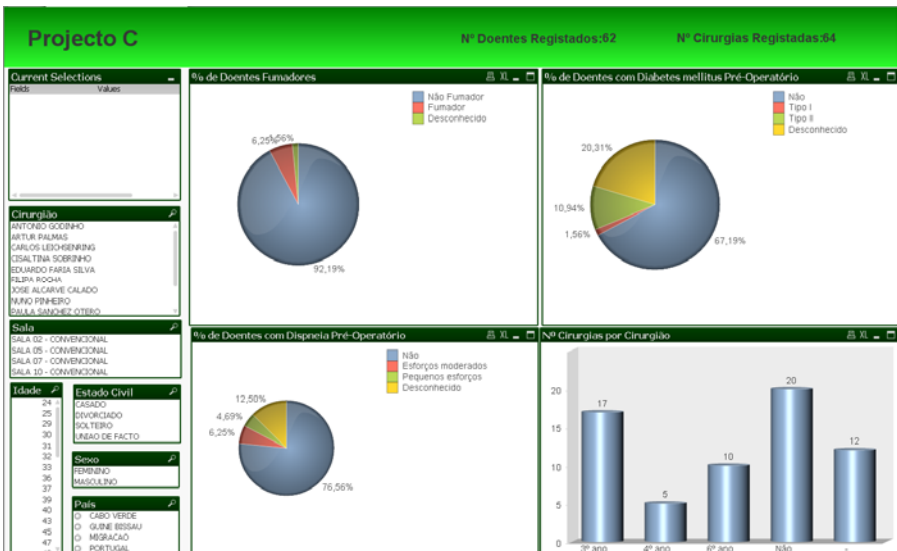 Projecto C
Nº Doentes Registados:62
Nº Cirurgias Registadas:64
Current Selections
Fields Values
Cirurgião
ANTONIO GODINHO
ARTUR PALMAS
CARLOS LEICHSENRING
CISALTINA SOBRINHO
EDUARDO FARIA SILVA
FILIPA ROCHA
JOSE ALCARVE CALADO
NUNO PINHEIRO
PAULA SANCHEZ OTERO
Sala
SALA 02 - CONVENCIONAL
SALA 05 - CONVENCIONAL
SALA 07 - CONVENCIONAL
SALA 10 - CONVENCIONAL
Idade
24
25
29
30
31
32
33
36
37
39
40
43
45
47
Estado Civil
CASADO
DIVORCIADO
SOLTEIRO
UNIAO DE FACTO
Sexo
FEMININO
MASCULINO
País
CABO VERDE
GUINE BISSAU
MIGRACAO
PORTUGAL
% de Doentes Fumadores
XL
Não Fumador
Fumador
Desconhecido
6,25%
1,56%
92,19%
% de Doentes com Diabetes mellitus Pré-Operatório
XL
Não
Tipo I
Tipo II
Desconhecido
20,31%
10,94%
1,56%
67,19%
% de Doentes com Dispneia Pré-Operatório
XL
Não
Esforços moderados
Pequenos esforços
Desconhecido
12,50%
4,69%
6,25%
76,56%
Nº Cirurgias por Cirurgião
XL
20
15
10
5
0
17
5
10
20
12
3º ano
4º ano
6º ano
Não
-